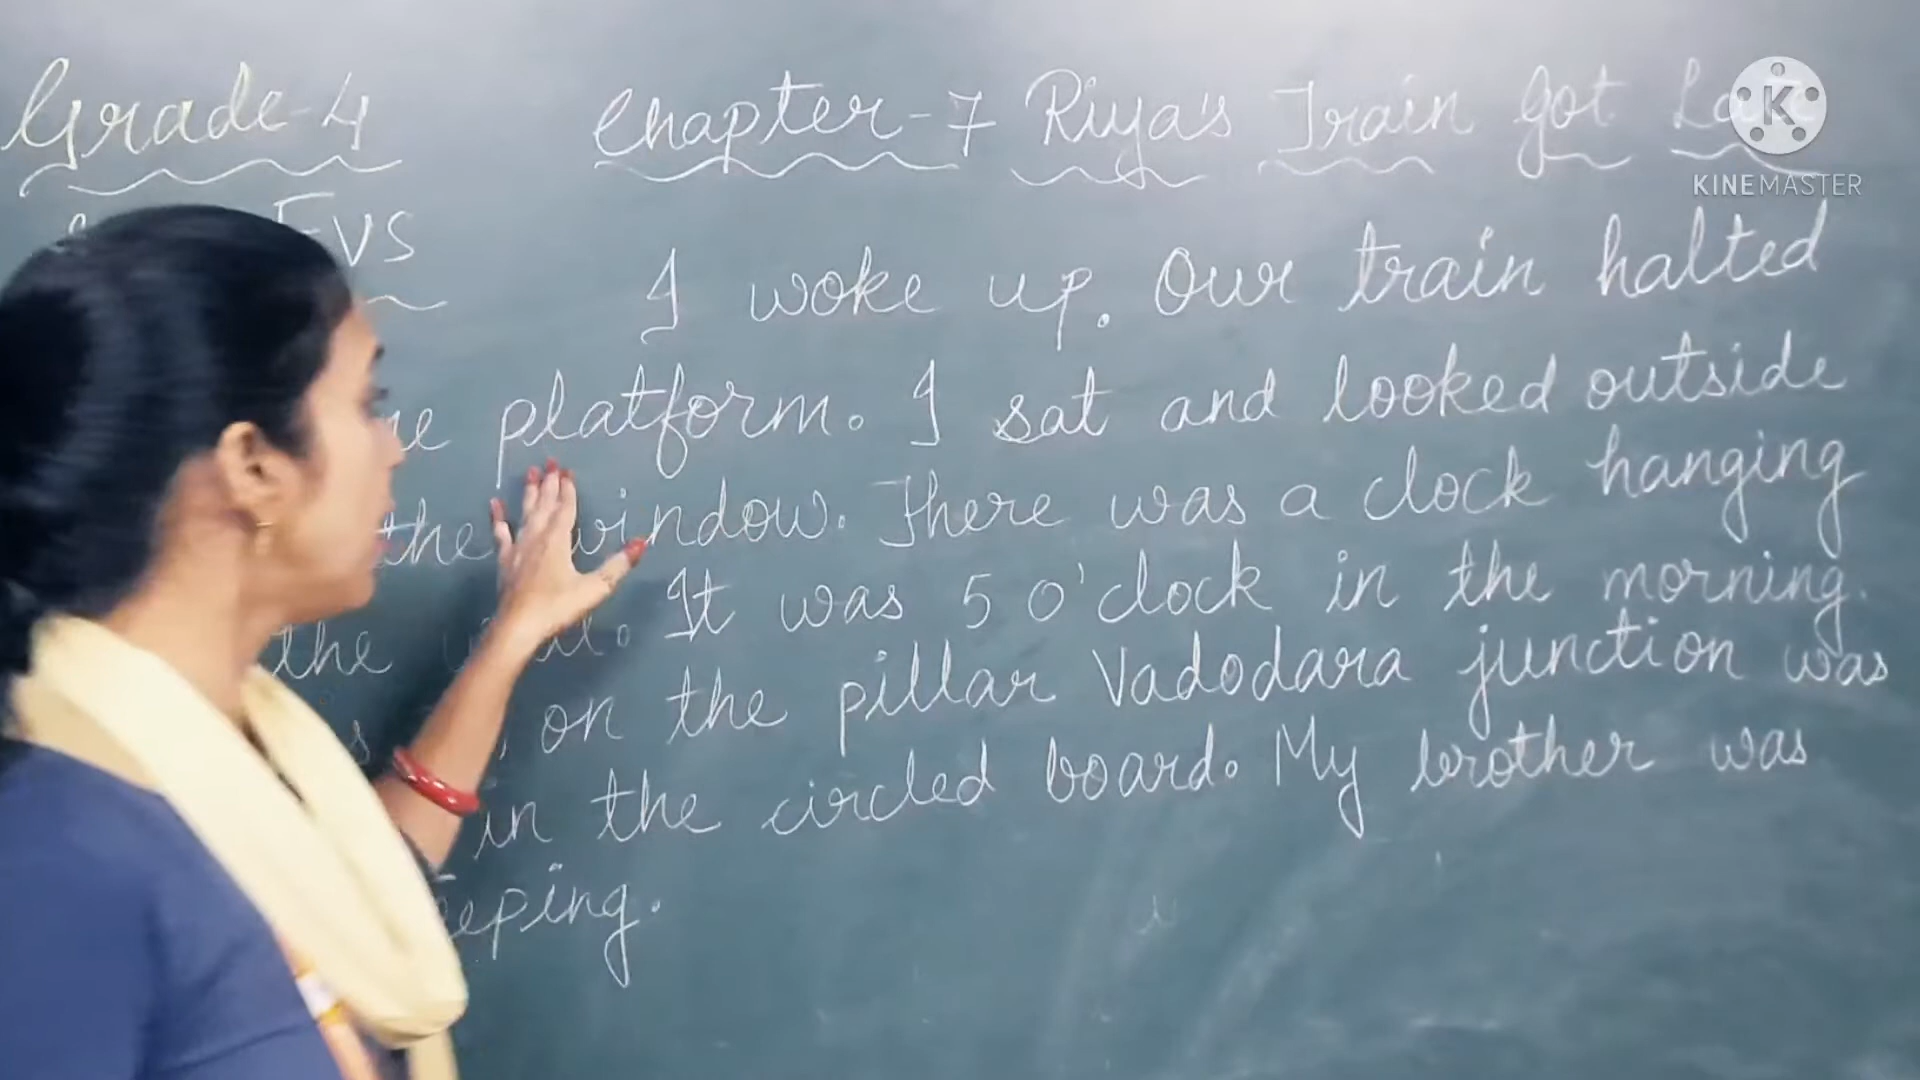 Grade-4 Chapter-7 Riya's Train Got
KINEMASTER
EVS
I woke up. Our train halted
platform. I sat and looked outside
the window. There was a clock hanging
the It was 5 o'clock in the morning.
on the pillar Vadodara junction was
in the circled board. My brother was